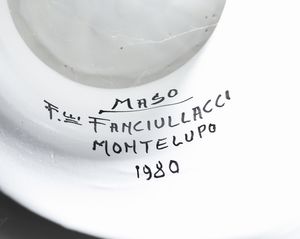 MASO
F.lli FANCIULLACCI
MONTELUPO
1980